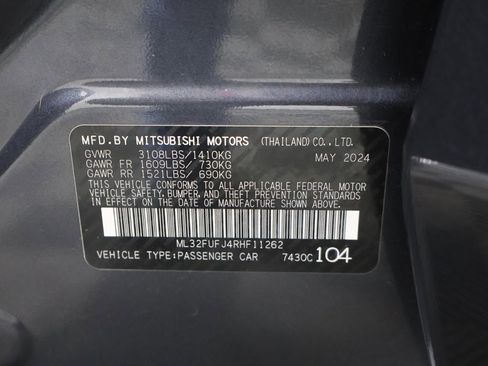 MFD.BY MITSUBISHI MOTORS (THAILAND) CO., LTD.
GVWR 3108LBS/1410KG MAY 2024
GAWR FR 1609LBS/ 730KG
GAWR RR 1521LBS/ 690KG
THIS VEHICLE CONFORMS TO ALL APPLICABLE FEDERAL MOTOR
VEHICLE SAFETY, BUMPER, AND THEFT PREVENTION STANDARDS
IN EFFECT ON THE DATE OF MANUFACTURE SHOWN ABOVE.
ML32FUFJ4RHF11262
VEHICLE TYPE:PASSENGER CAR 7430C 104